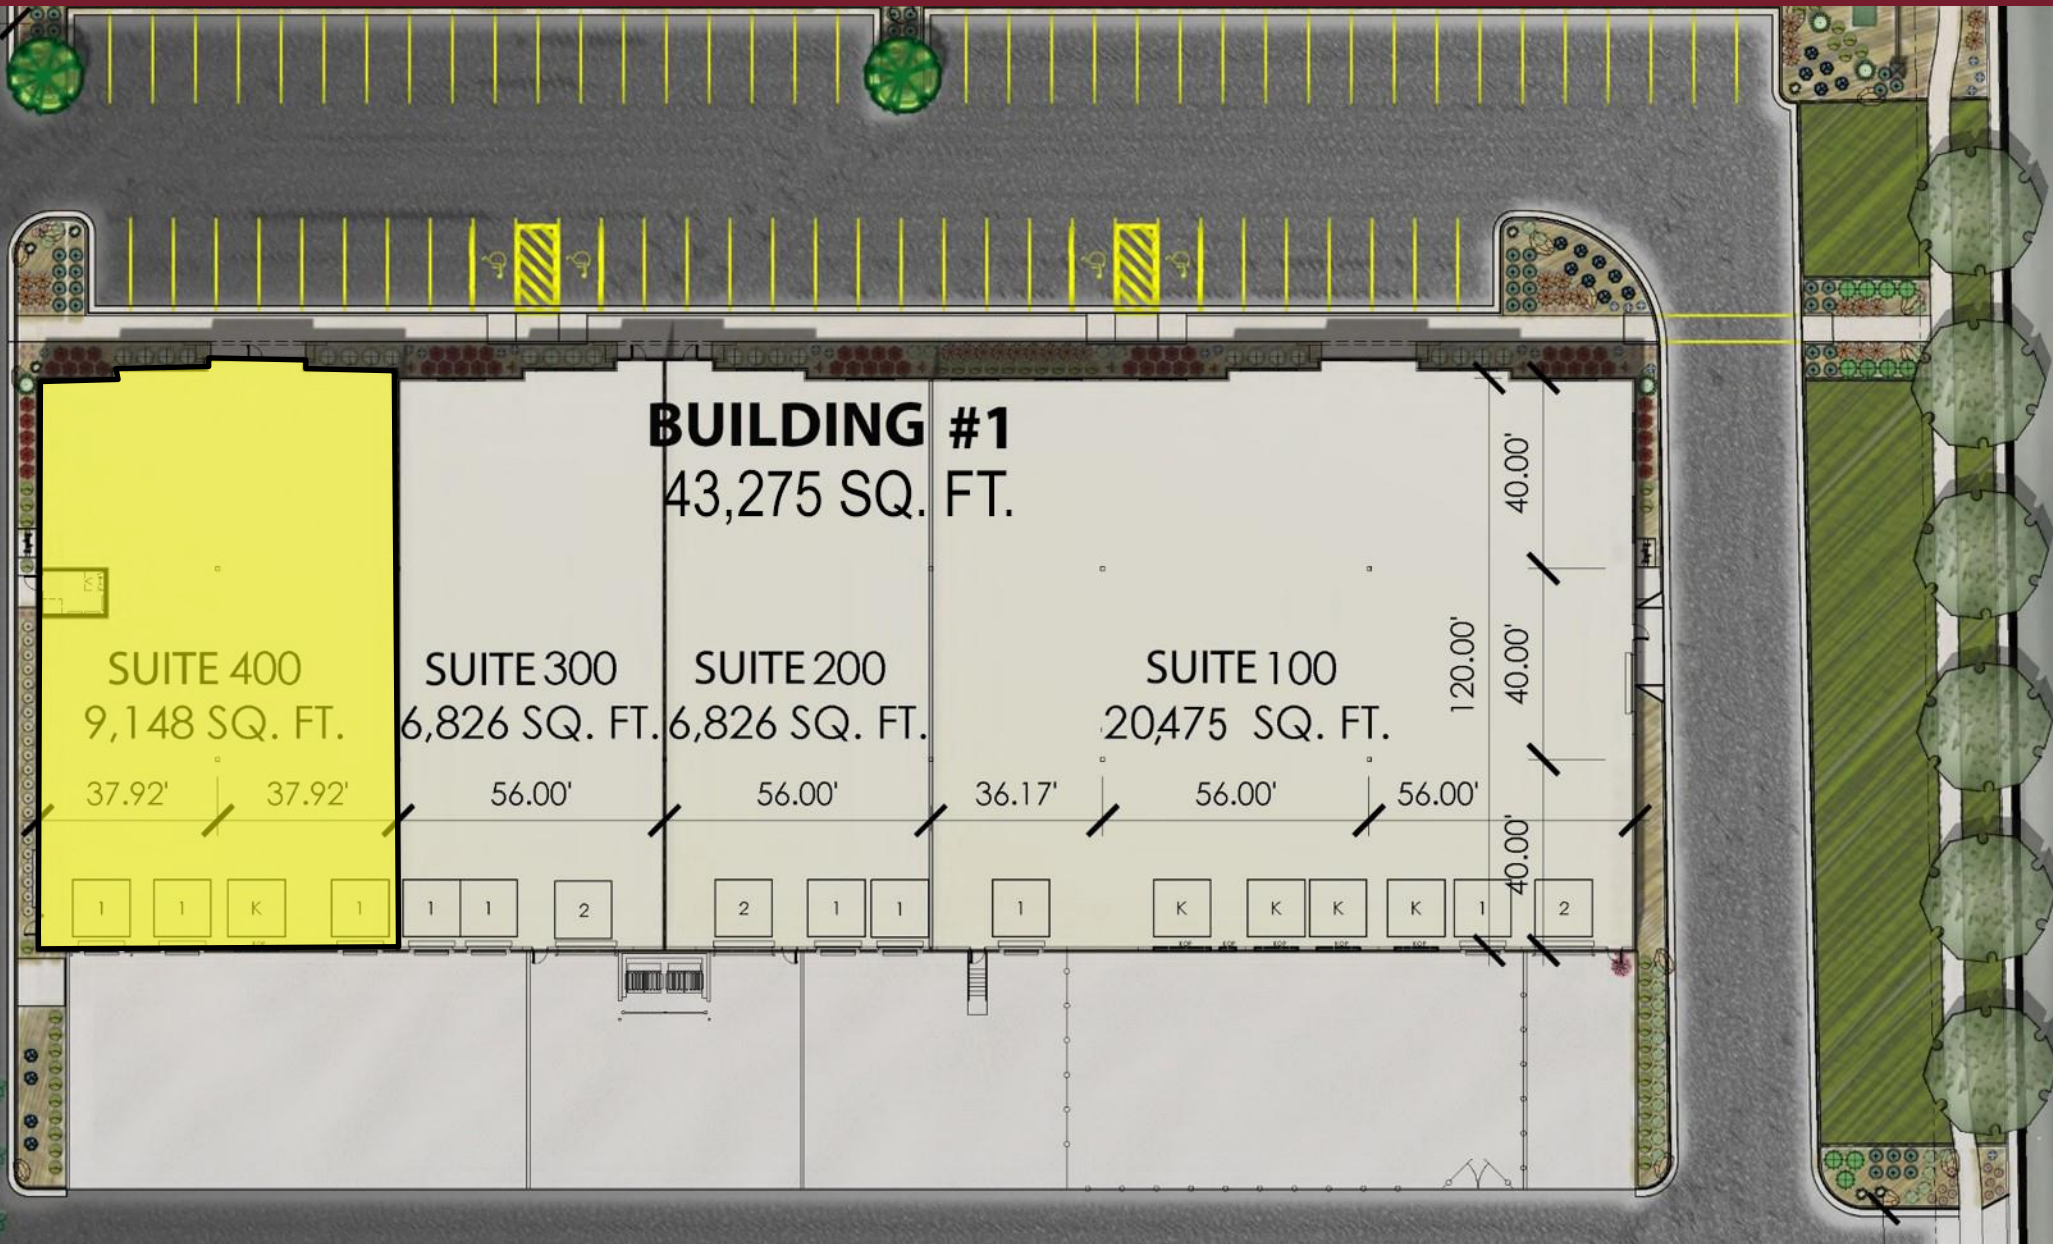 BUILDING #1
43,275 SQ. FT.
SUITE 400
9,148 SQ. FT.
SUITE 300
6,826 SQ. FT.
SUITE 200
6,826 SQ. FT.
SUITE 100
20,475 SQ. FT.
37.92'
37.92'
56.00'
56.00'
36.17'
56.00'
56.00'
120.00'
40.00'
40.00'
40.00'
1
1
K
1
1
1
2
2
1
1
1
K
K
K
K
1
2